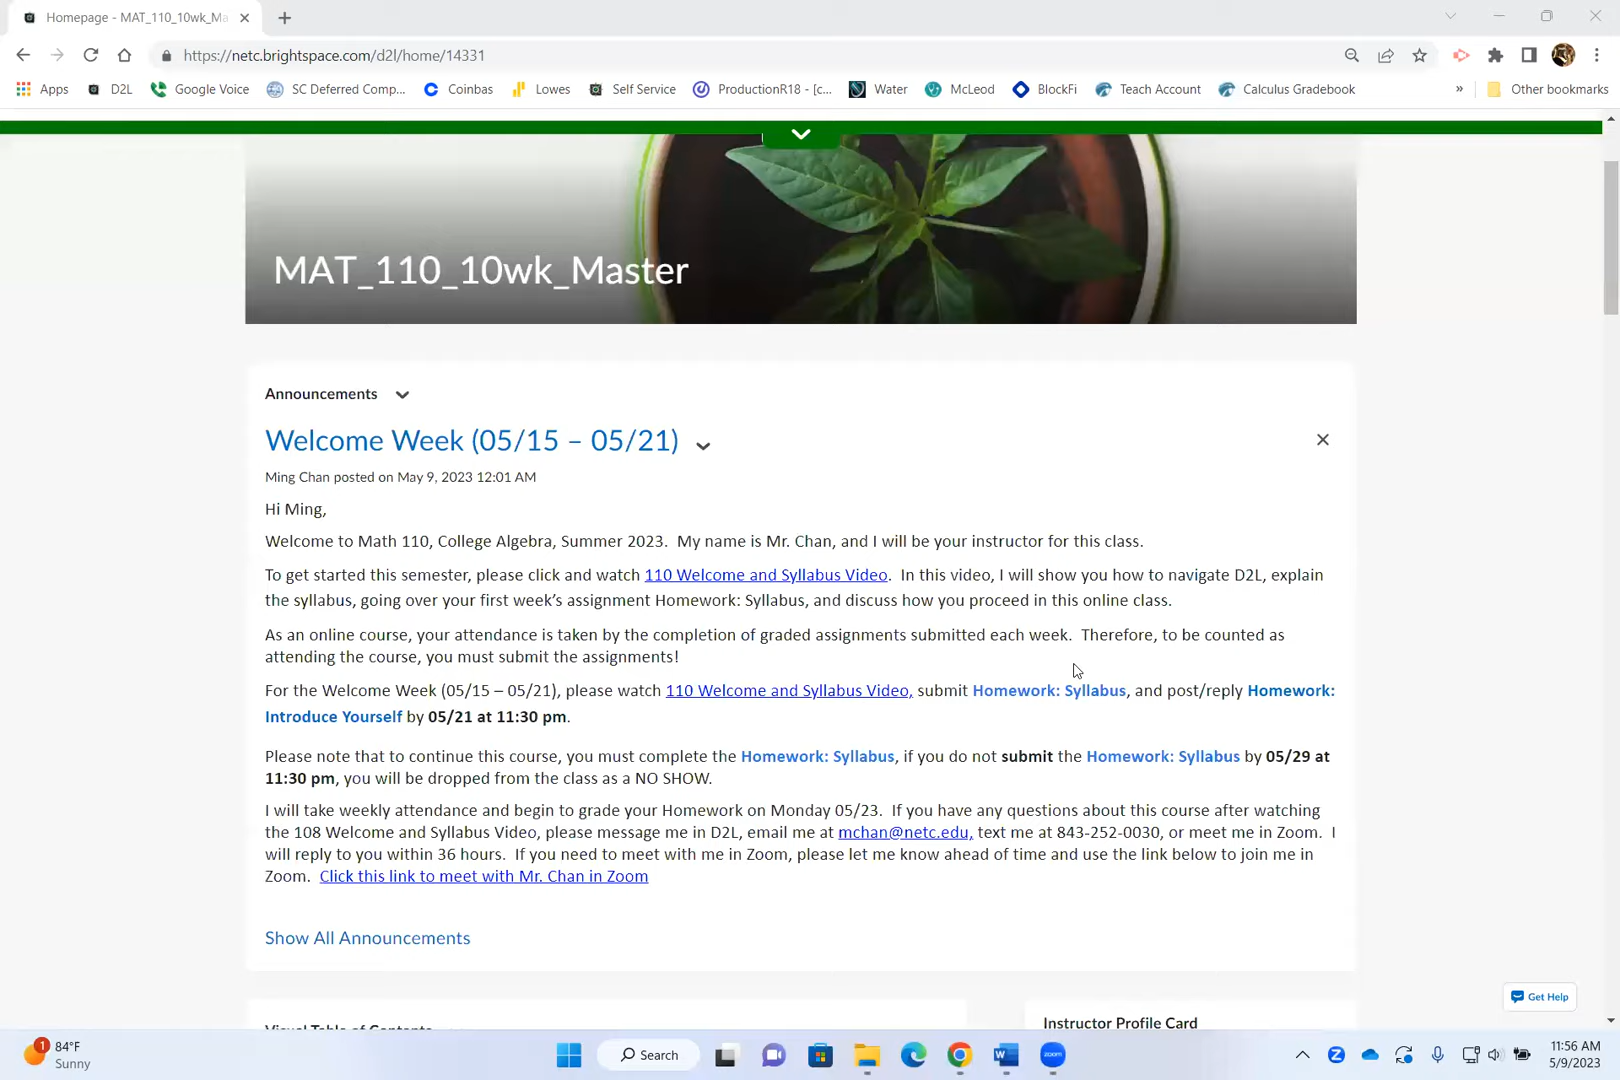 Homepage - MAT_110_10wk_Ma
https://netc.brightspace.com/d2l/home/14331
Apps D2L Google Voice SC Deferred Comp... Coinbas Lowes Self Service ProductionR18 - [c... Water McLeod BlockFi Teach Account Calculus Gradebook » Other bookmarks
MAT_110_10wk_Master
Announcements
Welcome Week (05/15 – 05/21)
Ming Chan posted on May 9, 2023 12:01 AM
Hi Ming,
Welcome to Math 110, College Algebra, Summer 2023. My name is Mr. Chan, and I will be your instructor for this class.
To get started this semester, please click and watch 110 Welcome and Syllabus Video. In this video, I will show you how to navigate D2L, explain
the syllabus, going over your first week’s assignment Homework: Syllabus, and discuss how you proceed in this online class.
As an online course, your attendance is taken by the completion of graded assignments submitted each week. Therefore, to be counted as
attending the course, you must submit the assignments!
For the Welcome Week (05/15 – 05/21), please watch 110 Welcome and Syllabus Video, submit Homework: Syllabus, and post/reply Homework:
Introduce Yourself by 05/21 at 11:30 pm.
Please note that to continue this course, you must complete the Homework: Syllabus, if you do not submit the Homework: Syllabus by 05/29 at
11:30 pm, you will be dropped from the class as a NO SHOW.
I will take weekly attendance and begin to grade your Homework on Monday 05/23. If you have any questions about this course after watching
the 108 Welcome and Syllabus Video, please message me in D2L, email me at mchan@netc.edu, text me at 843-252-0030, or meet me in Zoom. I
will reply to you within 36 hours. If you need to meet with me in Zoom, please let me know ahead of time and use the link below to join me in
Zoom. Click this link to meet with Mr. Chan in Zoom
Show All Announcements
Get Help
Visual Table of Contents
Instructor Profile Card
1
84°F
Sunny
Search
zoom
Z
11:56 AM
5/9/2023